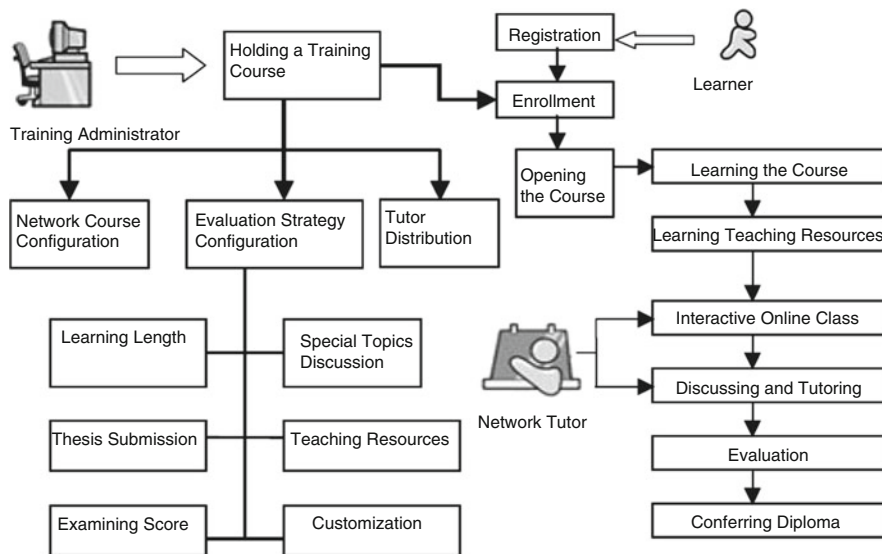 Holding a Training
Course
Registration
Learner
Training Administrator
Enrollment
Opening
the Course
Learning the Course
Network Course
Configuration
Evaluation Strategy
Configuration
Tutor
Distribution
Learning Teaching Resources
Learning Length
Special Topics
Discussion
Interactive Online Class
Network Tutor
Discussing and Tutoring
Thesis Submission
Teaching Resources
Evaluation
Examining Score
Customization
Conferring Diploma